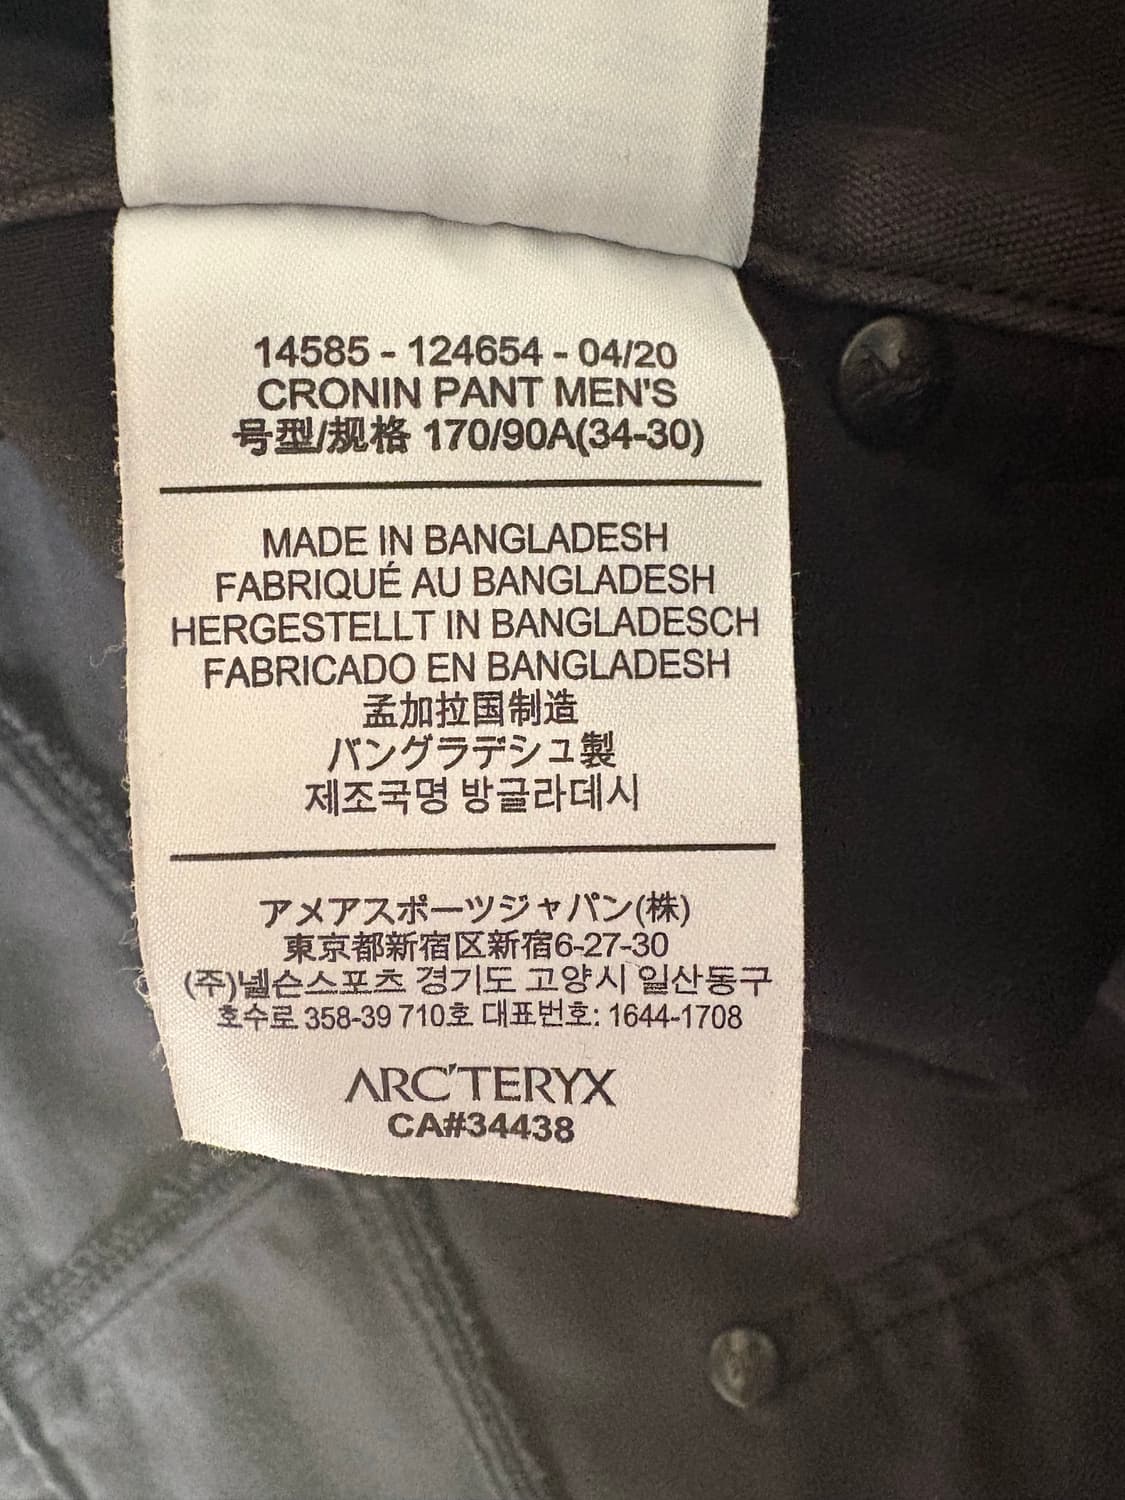 14585 - 124654 - 04/20
CRONIN PANT MEN'S
号型/规格 170/90A(34-30)
MADE IN BANGLADESH
FABRIQUÉ AU BANGLADESH
HERGESTELLT IN BANGLADESCH
FABRICADO EN BANGLADESH
孟加拉国制造
バングラデシュ製
제조국명 방글라데시
アメアスポーツジャパン(株)
東京都新宿区新宿6-27-30
(주)넬슨스포츠 경기도 고양시 일산동구
호수로 358-39 710호 대표번호: 1644-1708
ARC'TERYX
CA#34438